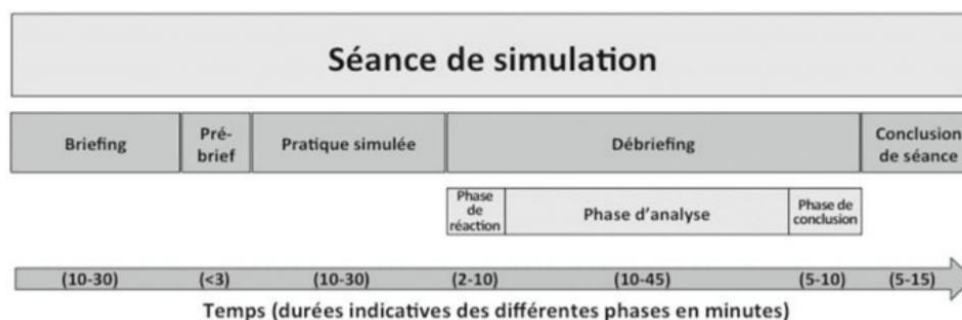 Séance de simulation
Briefing
Pré-
brief
Pratique simulée
Débriefing
Conclusion
de séance
Phase
de
réaction
Phase d'analyse
Phase de
conclusion
(10-30)
(<3)
(10-30)
(2-10)
(10-45)
(5-10)
(5-15)
Temps (durées indicatives des différentes phases en minutes)